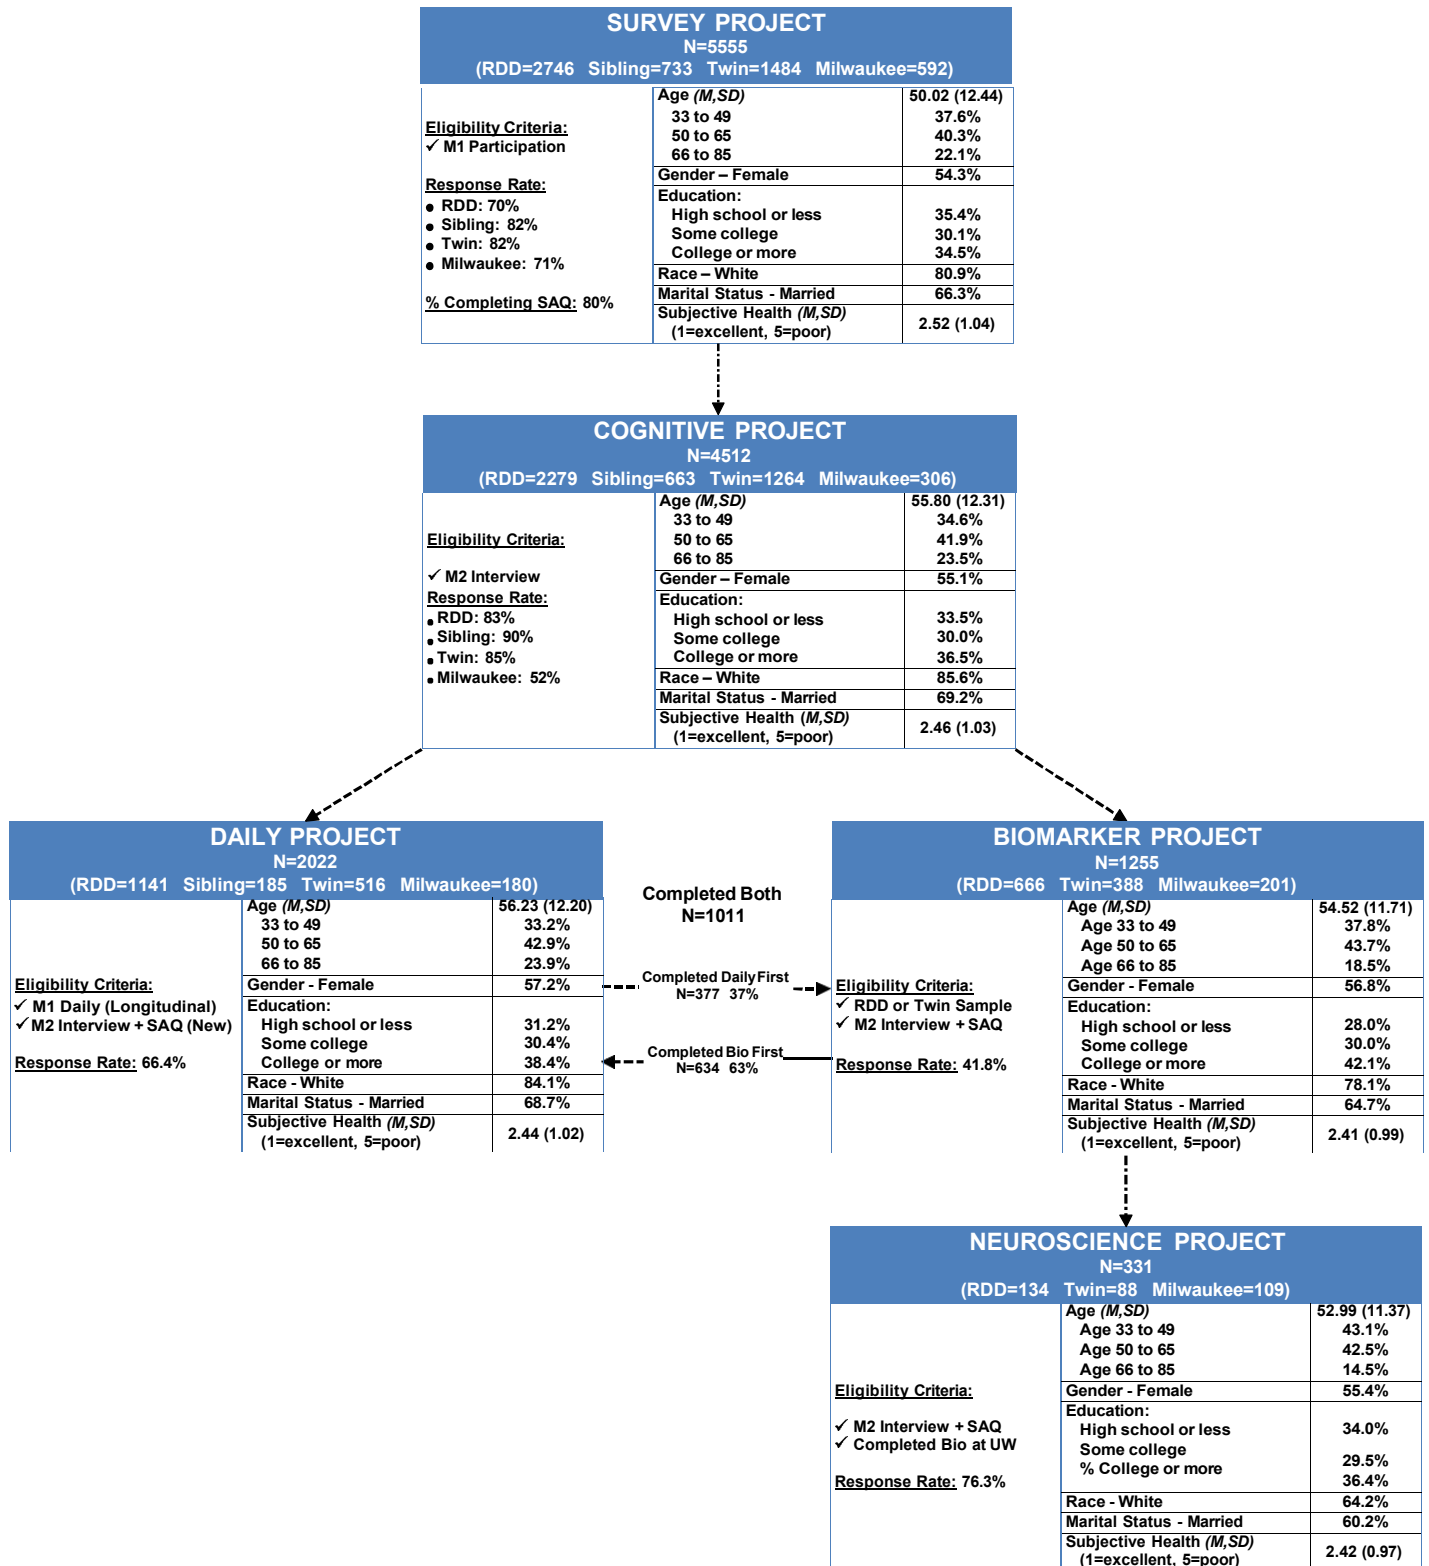 SURVEY PROJECT
N=5555
(RDD=2746 Sibling=733 Twin=1484 Milwaukee=592)
Eligibility Criteria:
✓ M1 Participation
Response Rate:
● RDD: 70%
● Sibling: 82%
● Twin: 82%
● Milwaukee: 71%
% Completing SAQ: 80%
Age (M,SD) 50.02 (12.44)
33 to 49 37.6%
50 to 65 40.3%
66 to 85 22.1%
Gender – Female 54.3%
Education:
High school or less 35.4%
Some college 30.1%
College or more 34.5%
Race – White 80.9%
Marital Status - Married 66.3%
Subjective Health (M,SD)
(1=excellent, 5=poor) 2.52 (1.04)
COGNITIVE PROJECT
N=4512
(RDD=2279 Sibling=663 Twin=1264 Milwaukee=306)
Eligibility Criteria:
✓ M2 Interview
Response Rate:
● RDD: 83%
● Sibling: 90%
● Twin: 85%
● Milwaukee: 52%
Age (M,SD) 55.80 (12.31)
33 to 49 34.6%
50 to 65 41.9%
66 to 85 23.5%
Gender – Female 55.1%
Education:
High school or less 33.5%
Some college 30.0%
College or more 36.5%
Race – White 85.6%
Marital Status - Married 69.2%
Subjective Health (M,SD)
(1=excellent, 5=poor) 2.46 (1.03)
DAILY PROJECT
N=2022
(RDD=1141 Sibling=185 Twin=516 Milwaukee=180)
Eligibility Criteria:
✓ M1 Daily (Longitudinal)
✓ M2 Interview + SAQ (New)
Response Rate: 66.4%
Age (M,SD) 56.23 (12.20)
33 to 49 33.2%
50 to 65 42.9%
66 to 85 23.9%
Gender - Female 57.2%
Education:
High school or less 31.2%
Some college 30.4%
College or more 38.4%
Race - White 84.1%
Marital Status - Married 68.7%
Subjective Health (M,SD)
(1=excellent, 5=poor) 2.44 (1.02)
Completed Both
N=1011
Completed Daily First
N=377 37%
Completed Bio First
N=634 63%
BIOMARKER PROJECT
N=1255
(RDD=666 Twin=388 Milwaukee=201)
Eligibility Criteria:
✓ RDD or Twin Sample
✓ M2 Interview + SAQ
Response Rate: 41.8%
Age (M,SD) 54.52 (11.71)
Age 33 to 49 37.8%
Age 50 to 65 43.7%
Age 66 to 85 18.5%
Gender - Female 56.8%
Education:
High school or less 28.0%
Some college 30.0%
College or more 42.1%
Race - White 78.1%
Marital Status - Married 64.7%
Subjective Health (M,SD)
(1=excellent, 5=poor) 2.41 (0.99)
NEUROSCIENCE PROJECT
N=331
(RDD=134 Twin=88 Milwaukee=109)
Eligibility Criteria:
✓ M2 Interview + SAQ
✓ Completed Bio at UW
Response Rate: 76.3%
Age (M,SD) 52.99 (11.37)
Age 33 to 49 43.1%
Age 50 to 65 42.5%
Age 66 to 85 14.5%
Gender - Female 55.4%
Education:
High school or less 34.0%
Some college 29.5%
% College or more 36.4%
Race - White 64.2%
Marital Status - Married 60.2%
Subjective Health (M,SD)
(1=excellent, 5=poor) 2.42 (0.97)